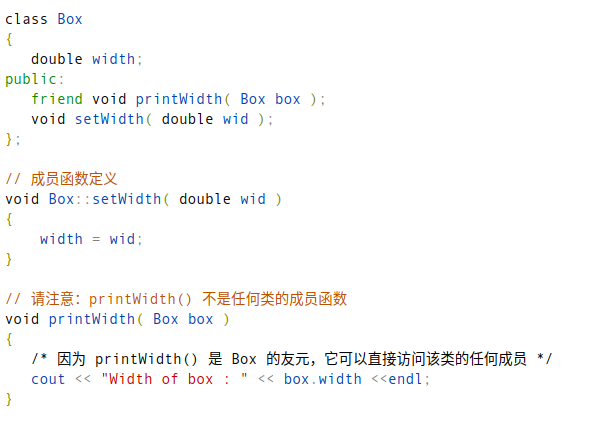 class Box
{
   double width;
public:
   friend void printWidth( Box box );
   void setWidth( double wid );
};

// 成员函数定义
void Box::setWidth( double wid )
{
    width = wid;
}

// 请注意：printWidth() 不是任何类的成员函数
void printWidth( Box box )
{
   /* 因为 printWidth() 是 Box 的友元，它可以直接访问该类的任何成员 */
   cout << "Width of box : " << box.width <<endl;
}